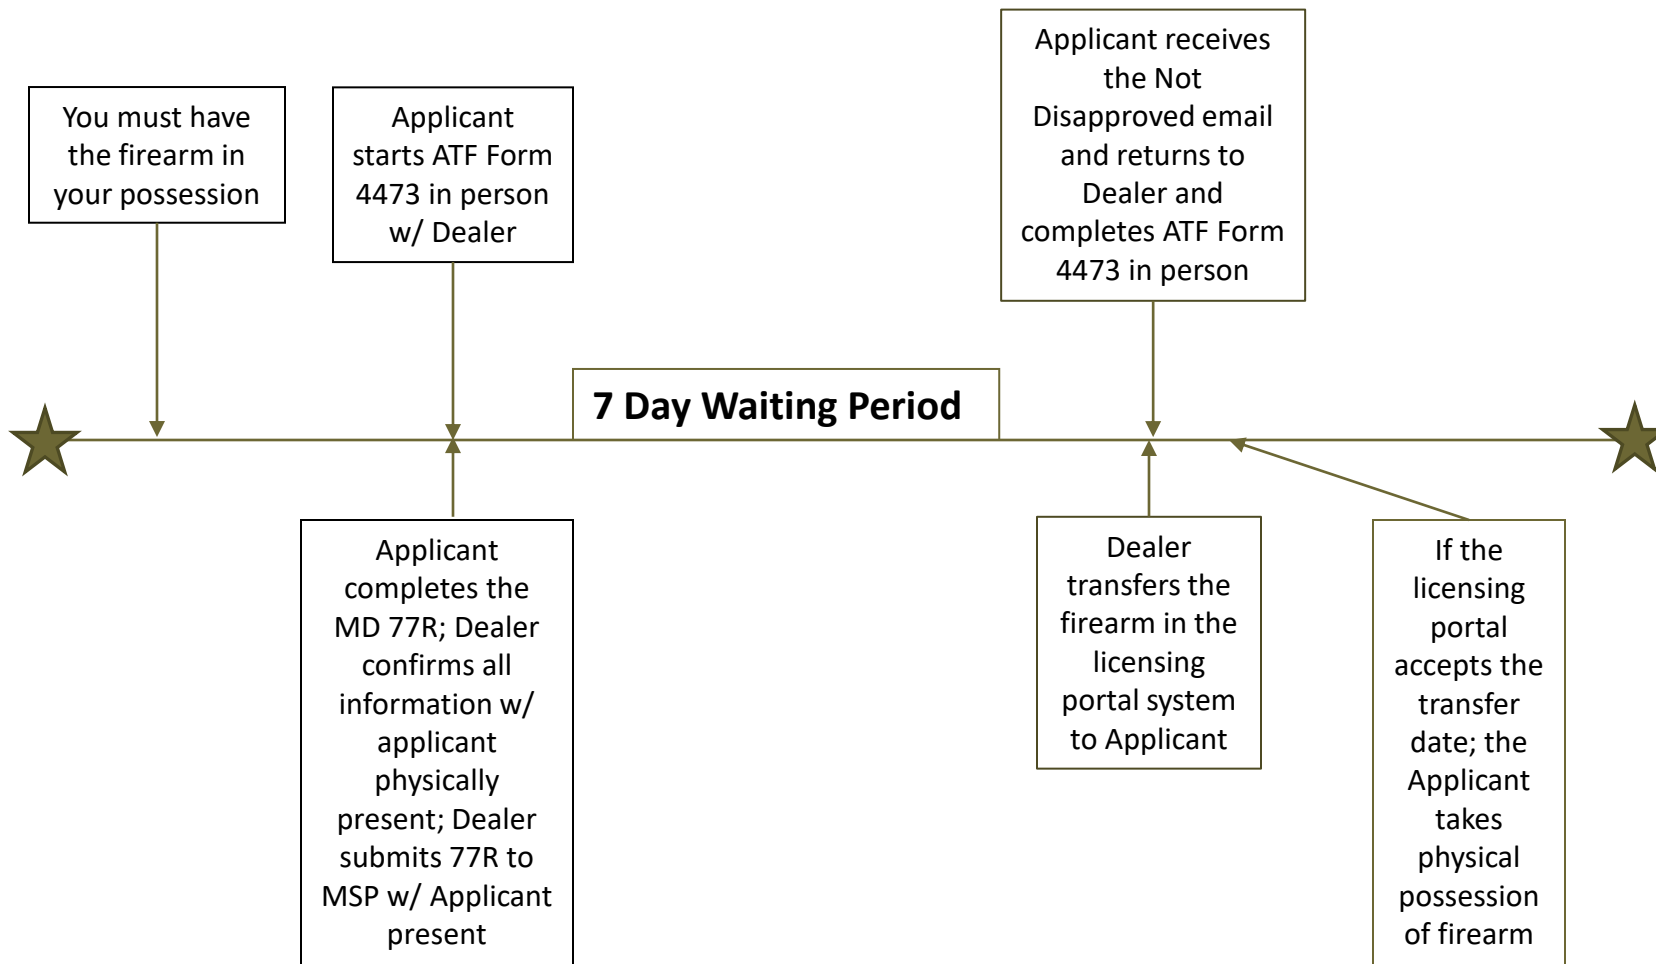 You must have
the firearm in
your possession
Applicant
starts ATF Form
4473 in person
w/ Dealer
Applicant receives
the Not
Disapproved email
and returns to
Dealer and
completes ATF Form
4473 in person
7 Day Waiting Period
Applicant
completes the
MD 77R; Dealer
confirms all
information w/
applicant
physically
present; Dealer
submits 77R to
MSP w/ Applicant
present
Dealer
transfers the
firearm in the
licensing
portal system
to Applicant
If the
licensing
portal
accepts the
transfer
date; the
Applicant
takes
physical
possession
of firearm